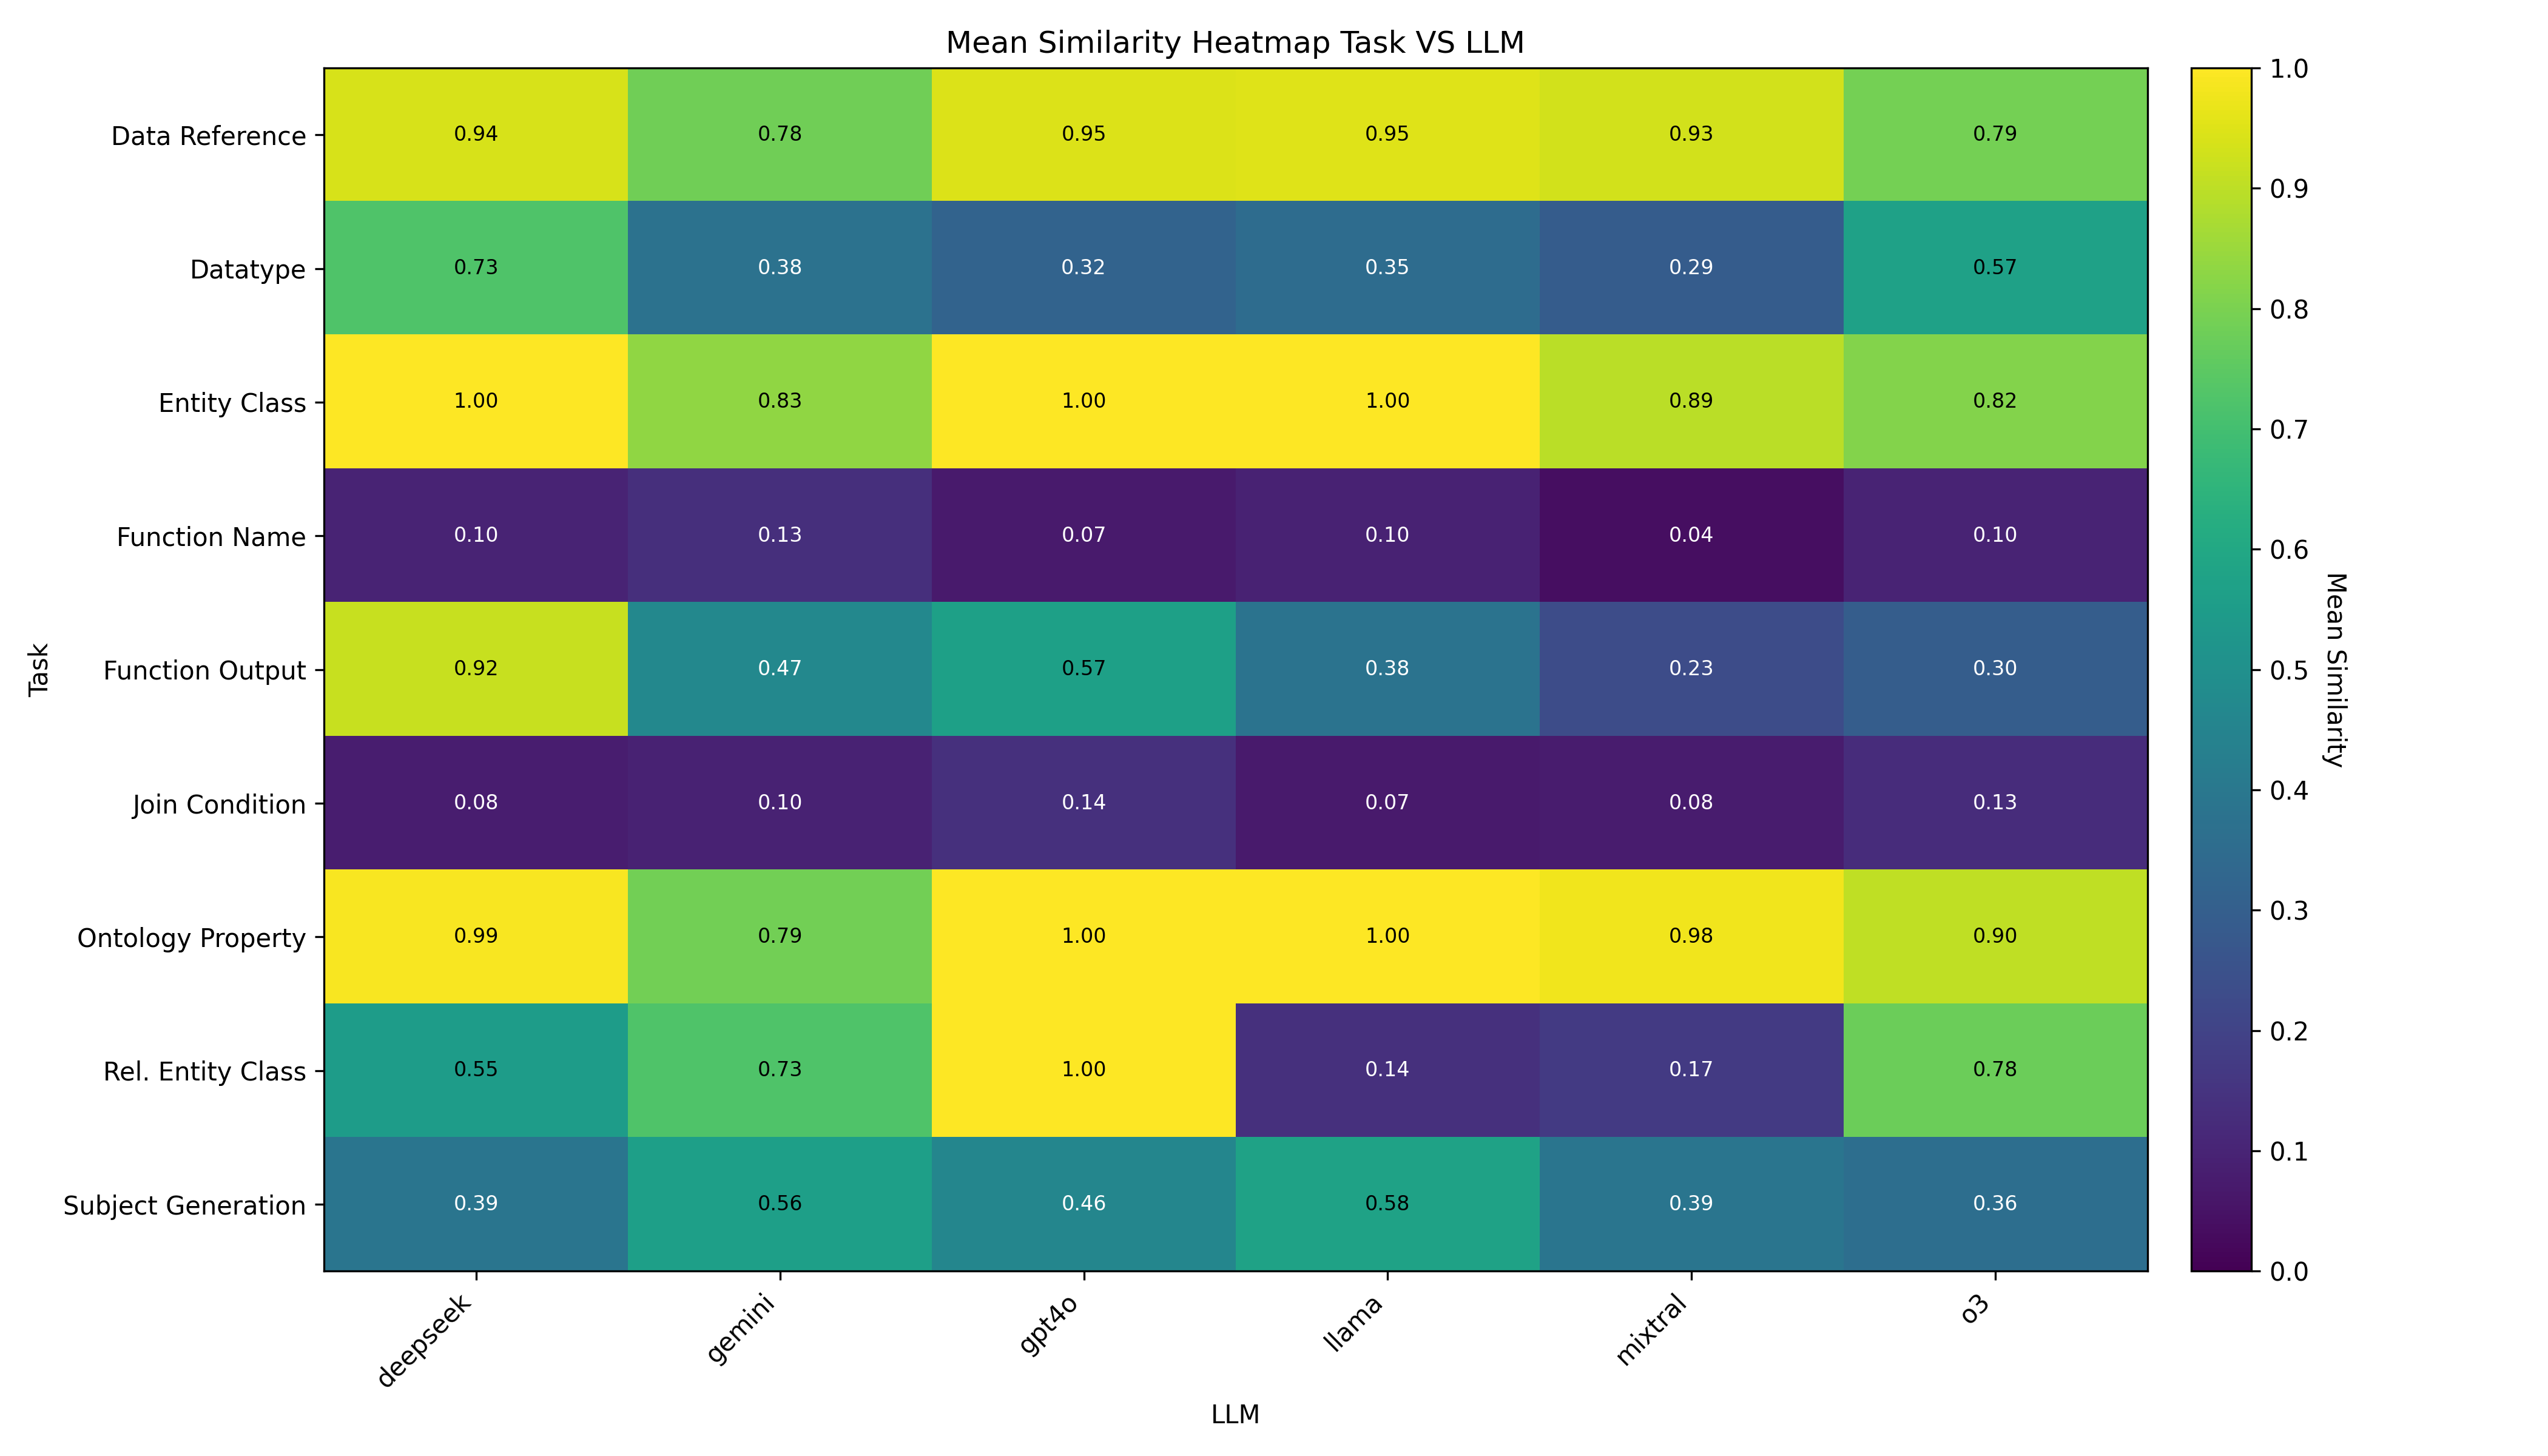 Mean Similarity Heatmap Task VS LLM
Data Reference 0.94 0.78 0.95 0.95 0.93 0.79
Datatype 0.73 0.38 0.32 0.35 0.29 0.57
Entity Class 1.00 0.83 1.00 1.00 0.89 0.82
Function Name 0.10 0.13 0.07 0.10 0.04 0.10
Function Output 0.92 0.47 0.57 0.38 0.23 0.30
Join Condition 0.08 0.10 0.14 0.07 0.08 0.13
Ontology Property 0.99 0.79 1.00 1.00 0.98 0.90
Rel. Entity Class 0.55 0.73 1.00 0.14 0.17 0.78
Subject Generation 0.39 0.56 0.46 0.58 0.39 0.36
Task
deepseek gemini gpt4o llama mixtral o3
LLM
1.0
0.9
0.8
0.7
0.6
0.5
0.4
0.3
0.2
0.1
0.0
Mean Similarity